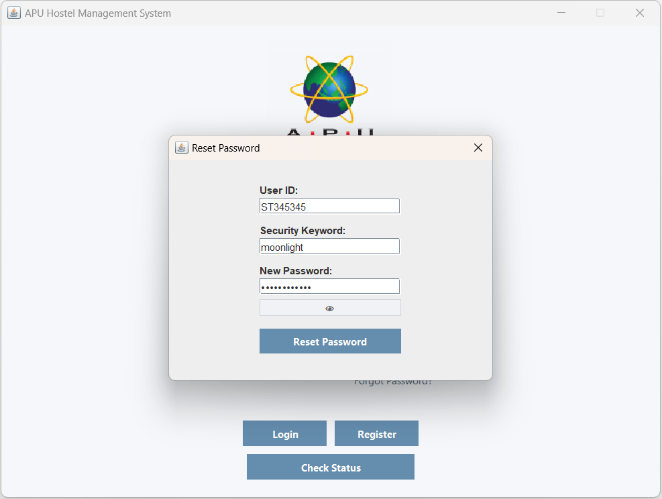 APU Hostel Management System
A·P·U
Reset Password
User ID:
ST345345
Security Keyword:
moonlight
New Password:
••••••••••••
Reset Password
Forgot Password?
Login
Register
Check Status